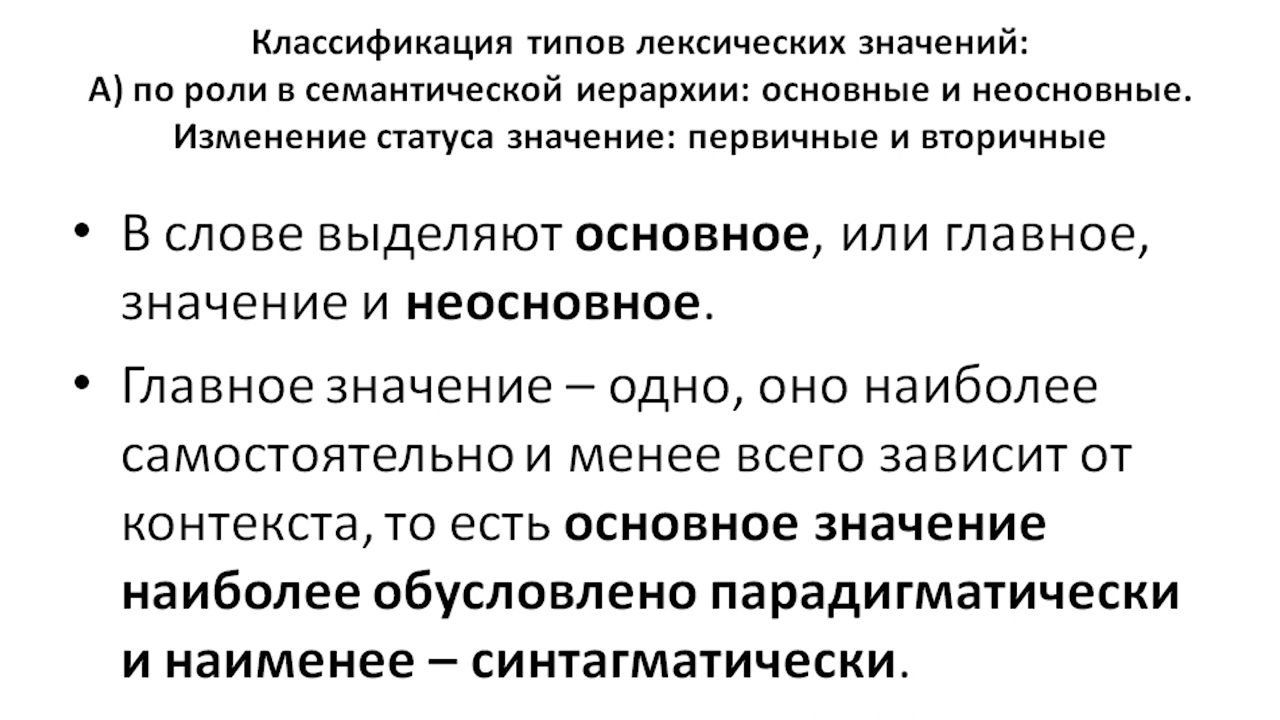 Классификация типов лексических значений:
А) по роли в семантической иерархии: основные и неосновные.
Изменение статуса значение: первичные и вторичные
• В слове выделяют основное, или главное,
значение и неосновное.
• Главное значение – одно, оно наиболее
самостоятельно и менее всего зависит от
контекста, то есть основное значение
наиболее обусловлено парадигматически
и наименее – синтагматически.